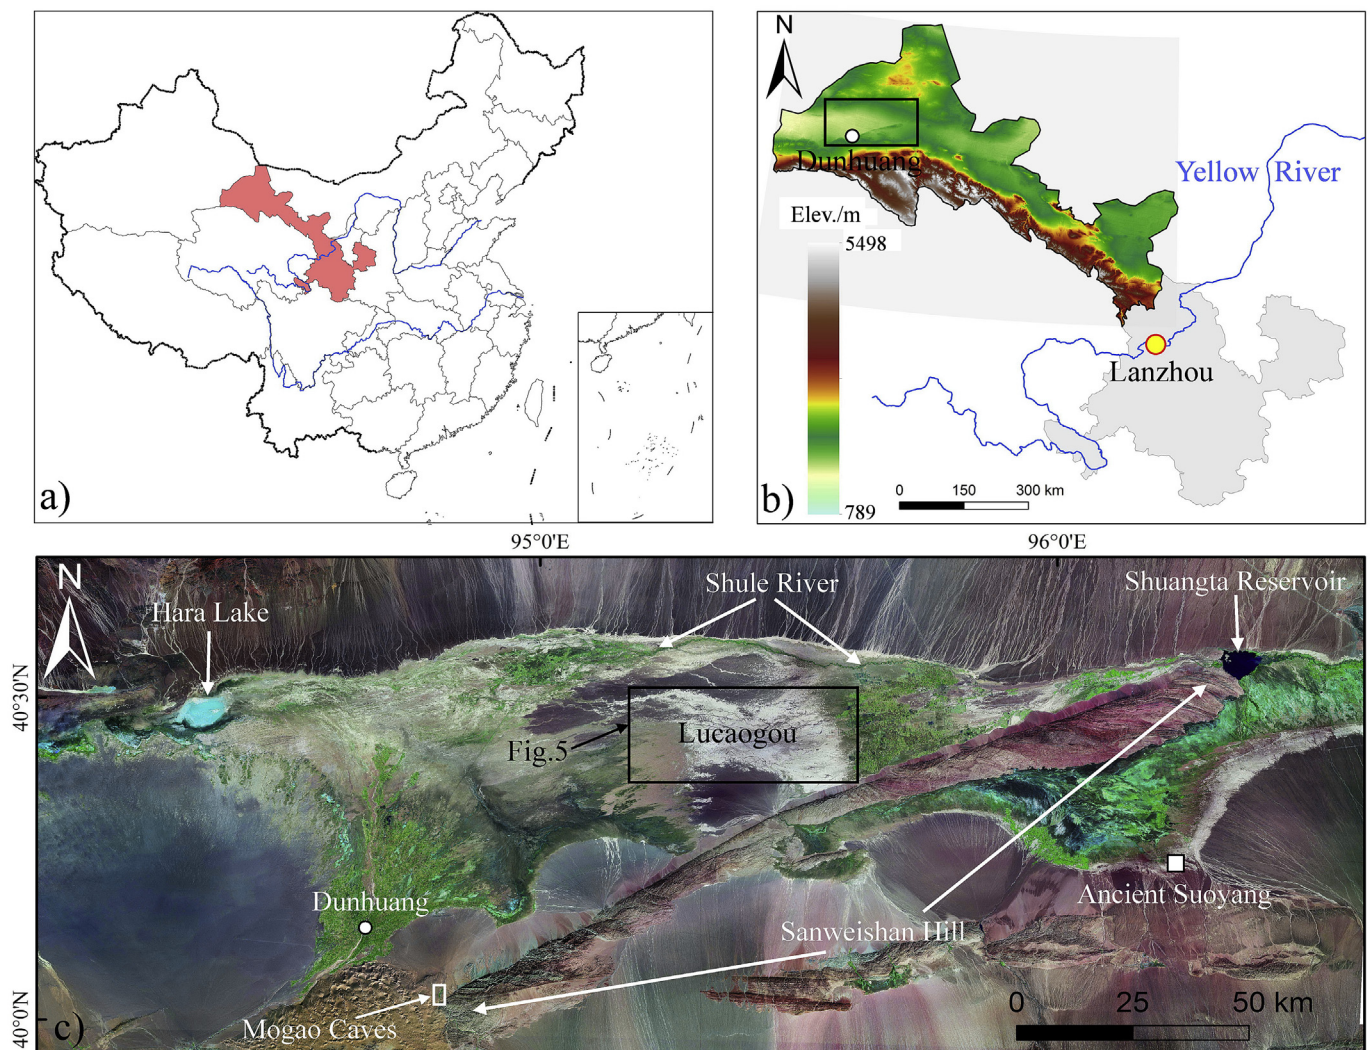 a)
N
Dunhuang
Elev./m
5498
789
Yellow River
Lanzhou
0 150 300 km
b)
95°0'E 96°0'E
40°30'N
40°0'N
N
Hara Lake
Shule River
Shuangta Reservoir
Fig.5
Lucaogou
Dunhuang
Ancient Suoyang
Sanweishan Hill
Mogao Caves
0 25 50 km
c)